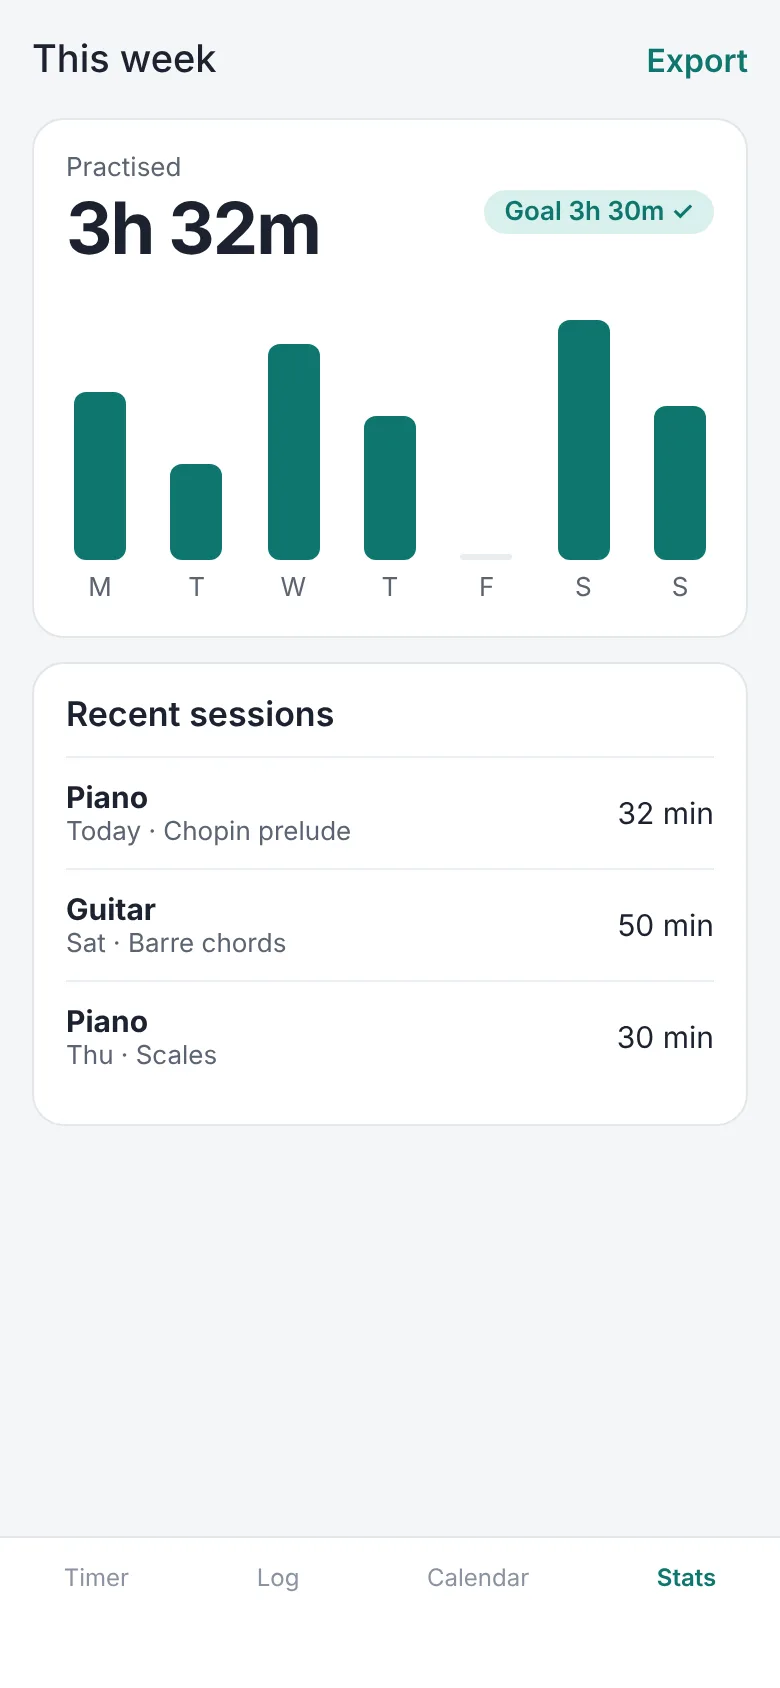 This week
Export
Practised
3h 32m
Goal 3h 30m ✓
M T W T F S S
Recent sessions
Piano
Today · Chopin prelude
32 min
Guitar
Sat · Barre chords
50 min
Piano
Thu · Scales
30 min
Timer Log Calendar Stats